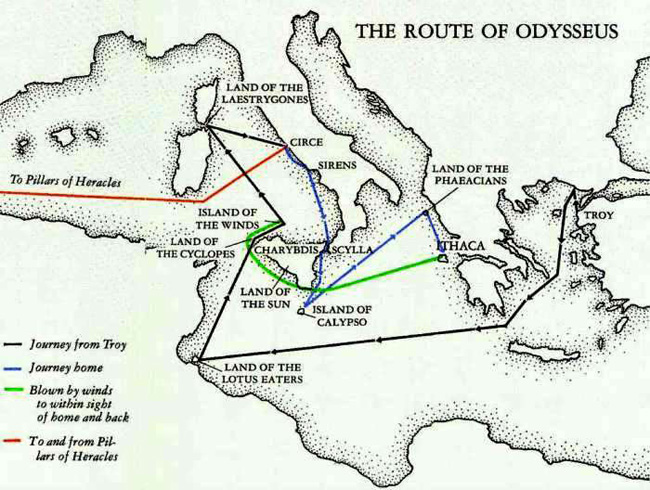 THE ROUTE OF ODYSSEUS
LAND OF THE
LAESTRYGONES
CIRCE
SIRENS
To Pillars of Heracles
LAND OF THE
PHAEACIANS
ISLAND OF
THE WINDS
TROY
LAND OF
THE CYCLOPES
CHARYBDIS
SCYLLA
ITHACA
LAND OF
THE SUN
ISLAND OF
CALYPSO
LAND OF THE
LOTUS EATERS
Journey from Troy
Journey home
Blown by winds
to within sight
of home and back
To and from Pil-
lars of Heracles